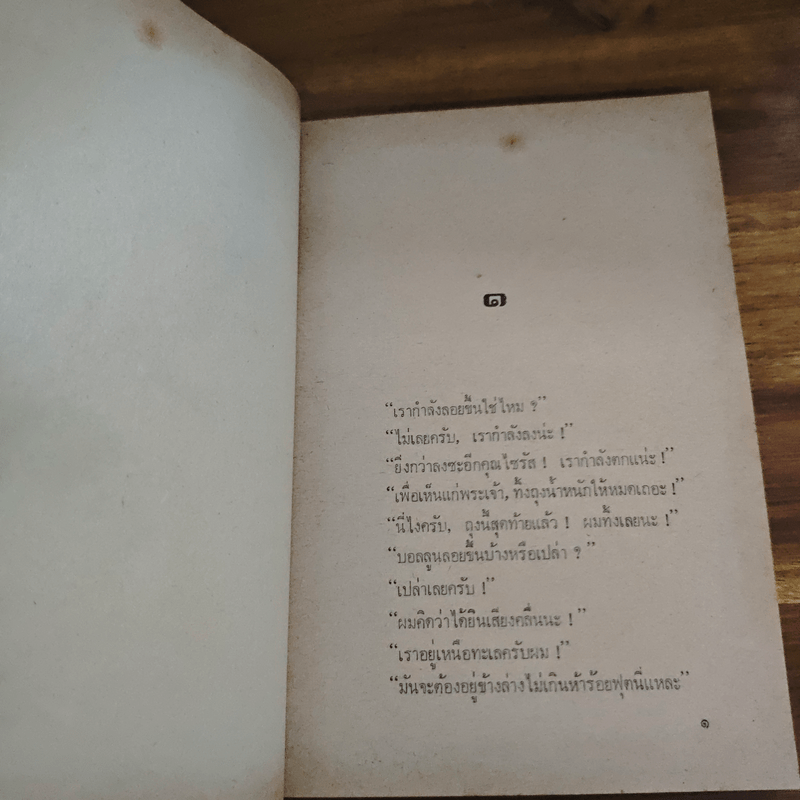 ๑
“เรากำลังลอยขึ้นใช่ไหม ?”
“ไม่เลยครับ, เรากำลังลงน่ะ !”
“ยิ่งกว่าลงซะอีกคุณไซรัส ! เรากำลังตกแน่ะ !”
“เพื่อเห็นแก่พระเจ้า, ทิ้งถุงน้ำหนักให้หมดเถอะ !”
“นี่ไงครับ, ถุงนี้สุดท้ายแล้ว ! ผมทิ้งเลยนะ !”
“บอลลูนลอยขึ้นบ้างหรือเปล่า ?”
“เปล่าเลยครับ !”
“ผมคิดว่าได้ยินเสียงคลื่นนะ !”
“เราอยู่เหนือทะเลครับผม !”
“มันจะต้องอยู่ข้างล่างไม่เกินห้าร้อยฟุตนี่แหละ”
๑